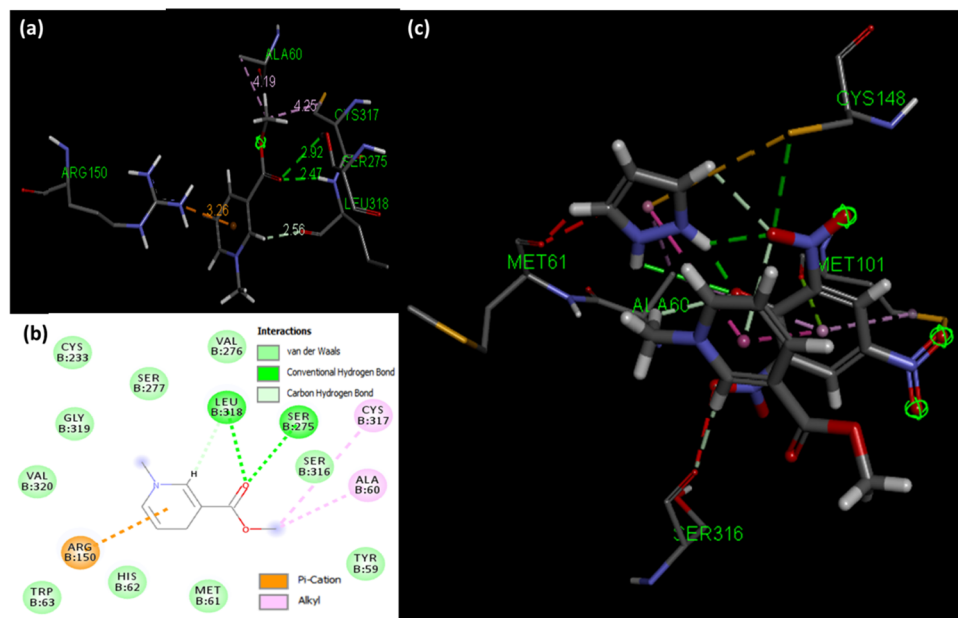 (a)
ALA60
4.19
4.25
CYS317
2.92
SER275
2.47
ARG150
LEU318
3.26
2.56
(b)
Interactions
van der Waals
Conventional Hydrogen Bond
Carbon Hydrogen Bond
CYS
B:233
VAL
B:276
SER
B:277
LEU
B:318
SER
B:275
CYS
B:317
GLY
B:319
SER
B:316
VAL
B:320
ALA
B:60
H
N
O
O
ARG
B:150
TYR
B:59
HIS
B:62
MET
B:61
TRP
B:63
Pi-Cation
Alkyl
(c)
CYS148
MET61
MET101
ALA60
SER316